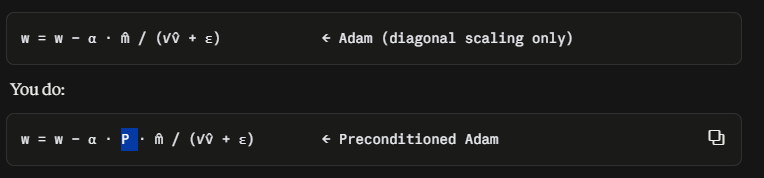 w = w − α · m̂ / (√v̂ + ε)           ← Adam (diagonal scaling only)
You do:
w = w − α · P · m̂ / (√v̂ + ε)       ← Preconditioned Adam